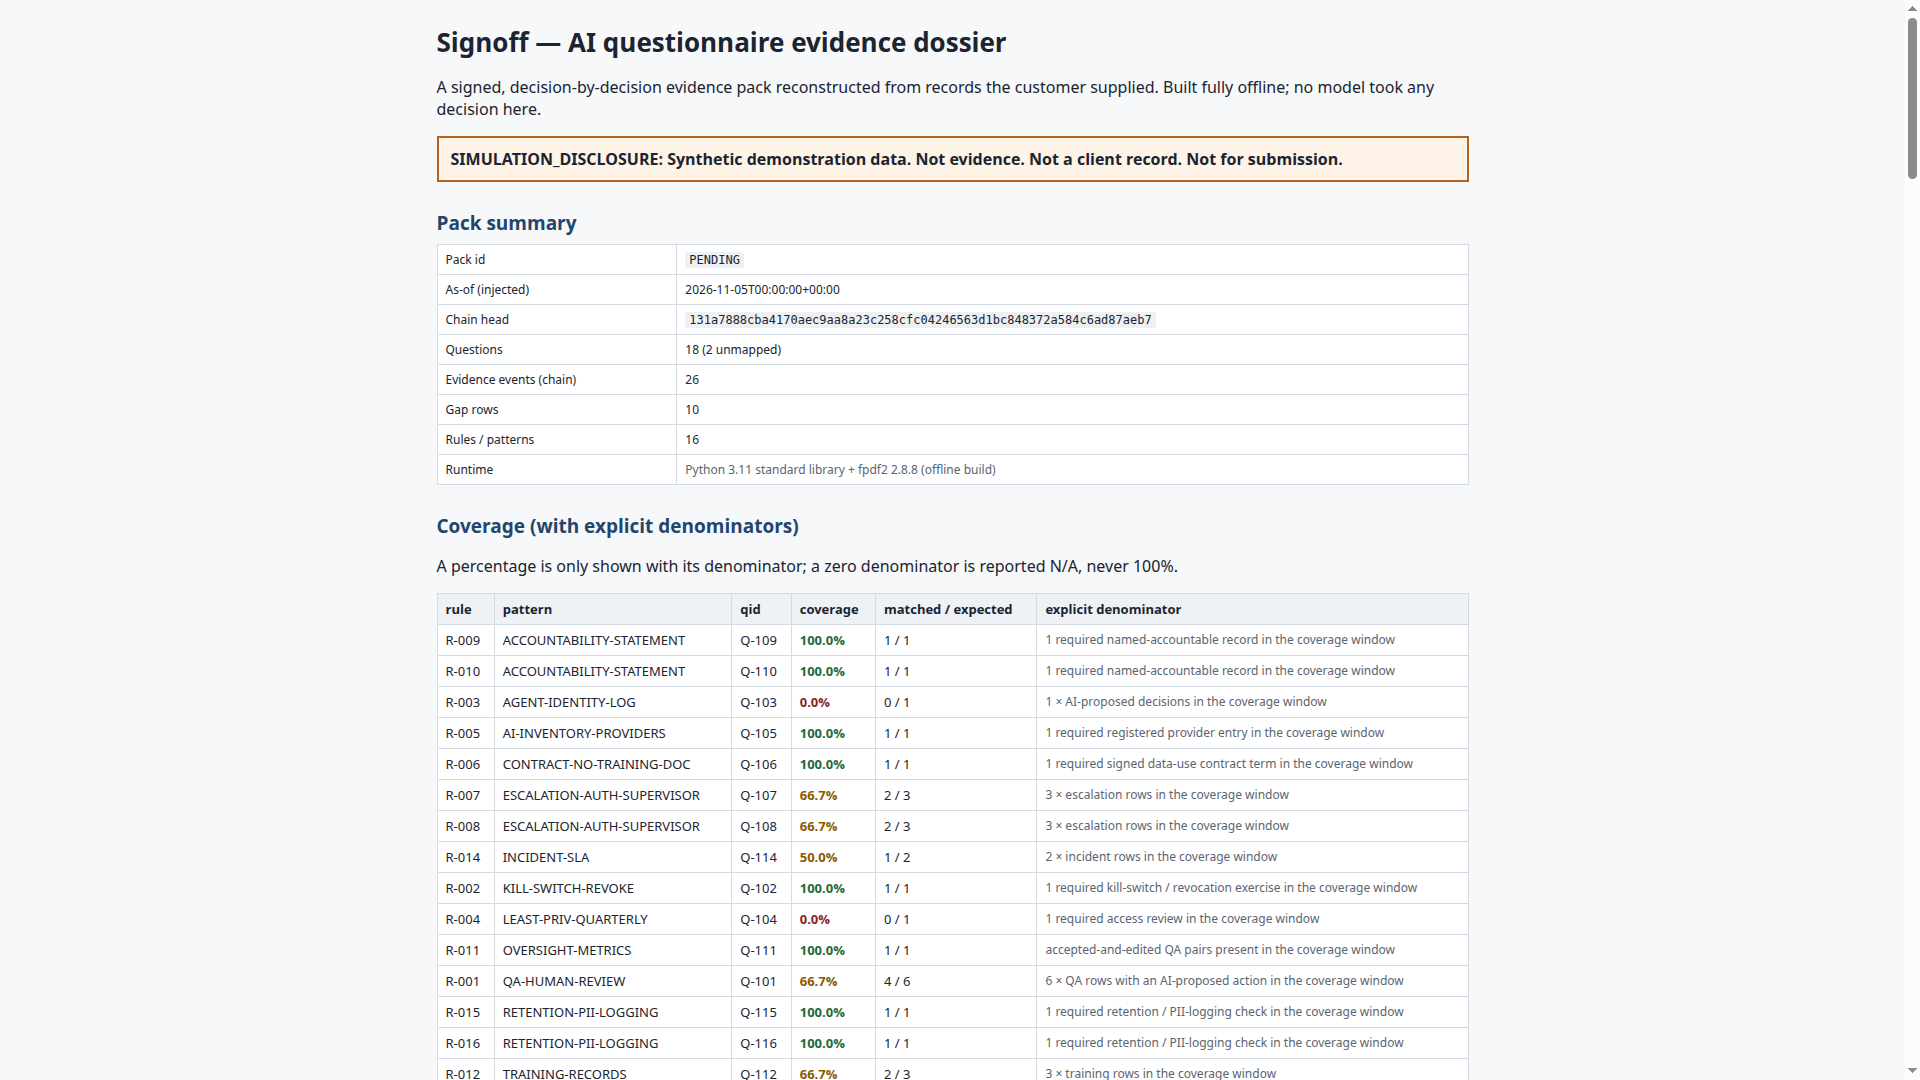 Signoff — AI questionnaire evidence dossier
A signed, decision-by-decision evidence pack reconstructed from records the customer supplied. Built fully offline; no model took any
decision here.
SIMULATION_DISCLOSURE: Synthetic demonstration data. Not evidence. Not a client record. Not for submission.
Pack summary
Pack id PENDING
As-of (injected) 2026-11-05T00:00:00+00:00
Chain head 131a7888cba4170aec9aa8a23c258cfc04246563d1bc848372a584c6ad87aeb7
Questions 18 (2 unmapped)
Evidence events (chain) 26
Gap rows 10
Rules / patterns 16
Runtime Python 3.11 standard library + fpdf2 2.8.8 (offline build)
Coverage (with explicit denominators)
A percentage is only shown with its denominator; a zero denominator is reported N/A, never 100%.
rule pattern qid coverage matched / expected explicit denominator
R-009 ACCOUNTABILITY-STATEMENT Q-109 100.0% 1 / 1 1 required named-accountable record in the coverage window
R-010 ACCOUNTABILITY-STATEMENT Q-110 100.0% 1 / 1 1 required named-accountable record in the coverage window
R-003 AGENT-IDENTITY-LOG Q-103 0.0% 0 / 1 1 × AI-proposed decisions in the coverage window
R-005 AI-INVENTORY-PROVIDERS Q-105 100.0% 1 / 1 1 required registered provider entry in the coverage window
R-006 CONTRACT-NO-TRAINING-DOC Q-106 100.0% 1 / 1 1 required signed data-use contract term in the coverage window
R-007 ESCALATION-AUTH-SUPERVISOR Q-107 66.7% 2 / 3 3 × escalation rows in the coverage window
R-008 ESCALATION-AUTH-SUPERVISOR Q-108 66.7% 2 / 3 3 × escalation rows in the coverage window
R-014 INCIDENT-SLA Q-114 50.0% 1 / 2 2 × incident rows in the coverage window
R-002 KILL-SWITCH-REVOKE Q-102 100.0% 1 / 1 1 required kill-switch / revocation exercise in the coverage window
R-004 LEAST-PRIV-QUARTERLY Q-104 0.0% 0 / 1 1 required access review in the coverage window
R-011 OVERSIGHT-METRICS Q-111 100.0% 1 / 1 accepted-and-edited QA pairs present in the coverage window
R-001 QA-HUMAN-REVIEW Q-101 66.7% 4 / 6 6 × QA rows with an AI-proposed action in the coverage window
R-015 RETENTION-PII-LOGGING Q-115 100.0% 1 / 1 1 required retention / PII-logging check in the coverage window
R-016 RETENTION-PII-LOGGING Q-116 100.0% 1 / 1 1 required retention / PII-logging check in the coverage window
R-012 TRAINING-RECORDS Q-112 66.7% 2 / 3 3 × training rows in the coverage window